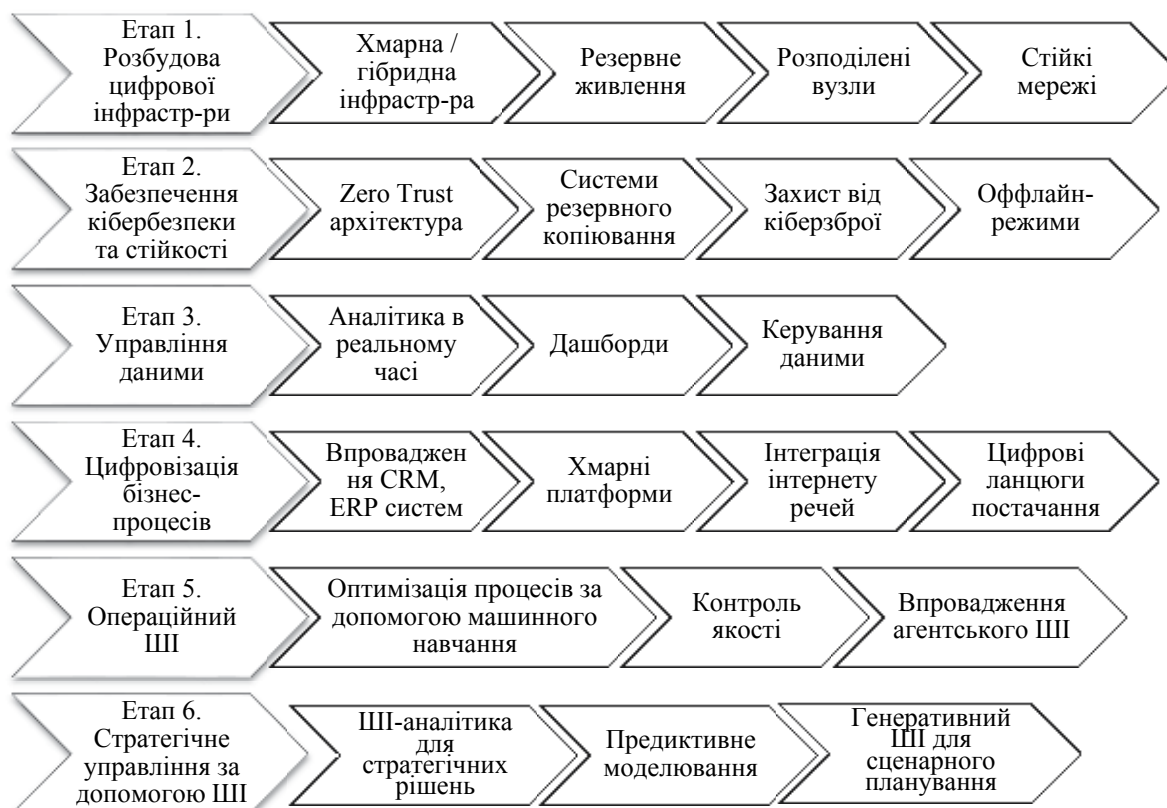 Етап 1.
Розбудова
цифрової
інфрастр-ри
Хмарна /
гібридна
інфрастр-ра
Резервне
живлення
Розподілені
вузли
Стійкі
мережі
Етап 2.
Забезпечення
кібербезпеки
та стійкості
Zero Trust
архітектура
Системи
резервного
копіювання
Захист від
кіберзброї
Оффлайн-
режими
Етап 3.
Управління
даними
Аналітика в
реальному
часі
Дашборди
Керування
даними
Етап 4.
Цифровізація
бізнес-
процесів
Впроваджен
ня CRM,
ERP систем
Хмарні
платформи
Інтеграція
інтернету
речей
Цифрові
ланцюги
постачання
Етап 5.
Операційний
ШІ
Оптимізація процесів за
допомогою машинного
навчання
Контроль
якості
Впровадження
агентського ШІ
Етап 6.
Стратегічне
управління за
допомогою ШІ
ШІ-аналітика
для
стратегічних
рішень
Предиктивне
моделювання
Генеративний
ШІ для
сценарного
планування